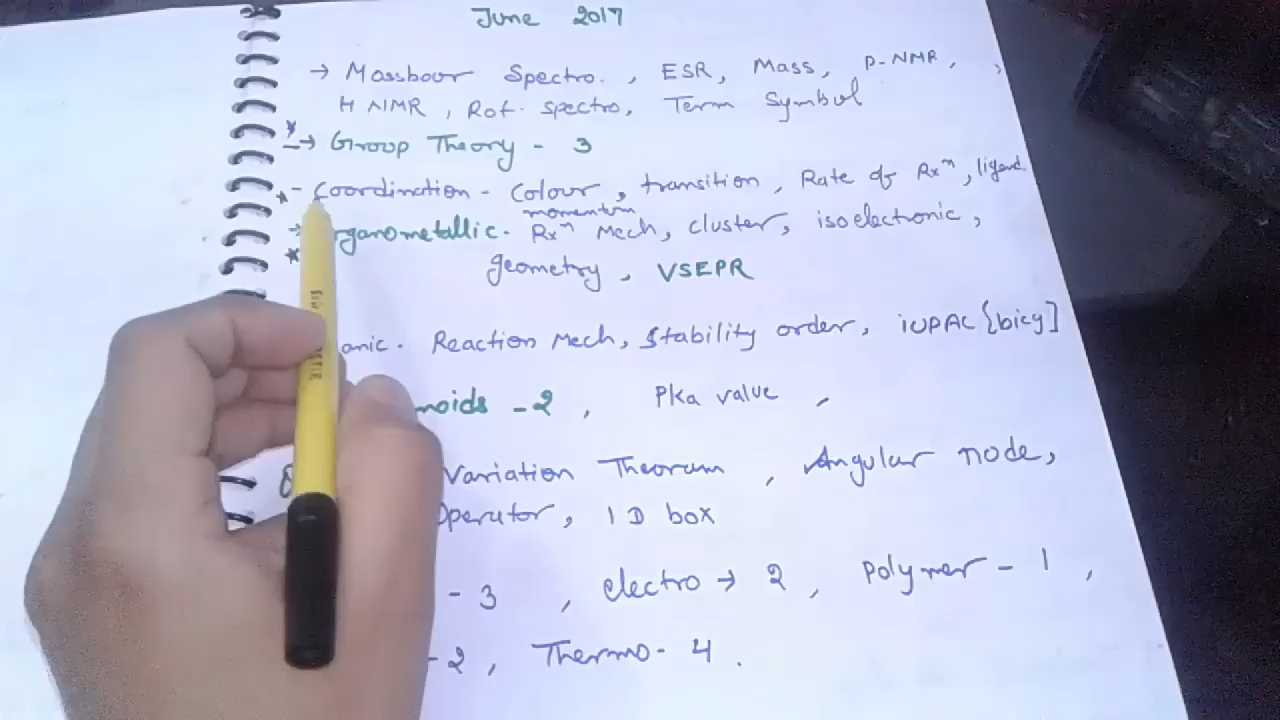 June 2017
→ Massbour Spectro. , ESR, Mass, P-NMR, ,
H NMR , Rot. spectro, Term Symbol
→ Group Theory - 3
- Coordination - Colour , transition , Rate of Rxⁿ , ligand
momentum
rganometallic. Rxⁿ Mech, cluster, isoelectronic ,
geometry , VSEPR
anic. Reaction Mech, Stability order, iUPAC [bicy]
noids - 2 , Pka value ,
Variation Theorum , Angular node,
Operator, 1 D box
- 3 , electro → 2 , Polymer - 1 ,
- 2 , Thermo - 4 .